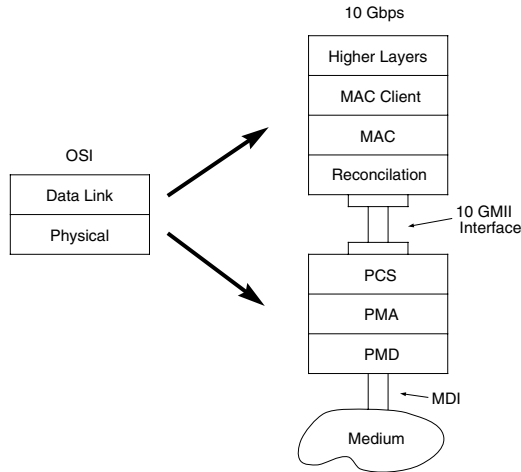 10 Gbps
Higher Layers
MAC Client
MAC
Reconcilation
OSI
Data Link
Physical
10 GMII
Interface
PCS
PMA
PMD
MDI
Medium